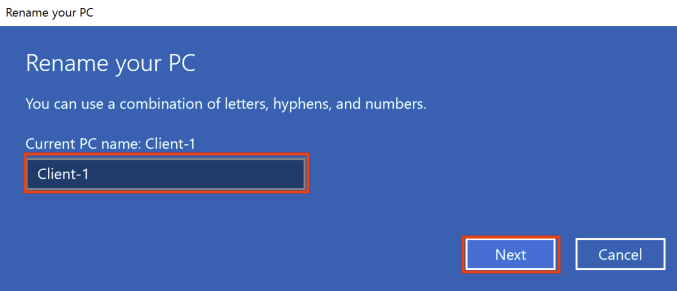 Rename your PC
Rename your PC
You can use a combination of letters, hyphens, and numbers.
Current PC name: Client-1
Client-1
Next
Cancel